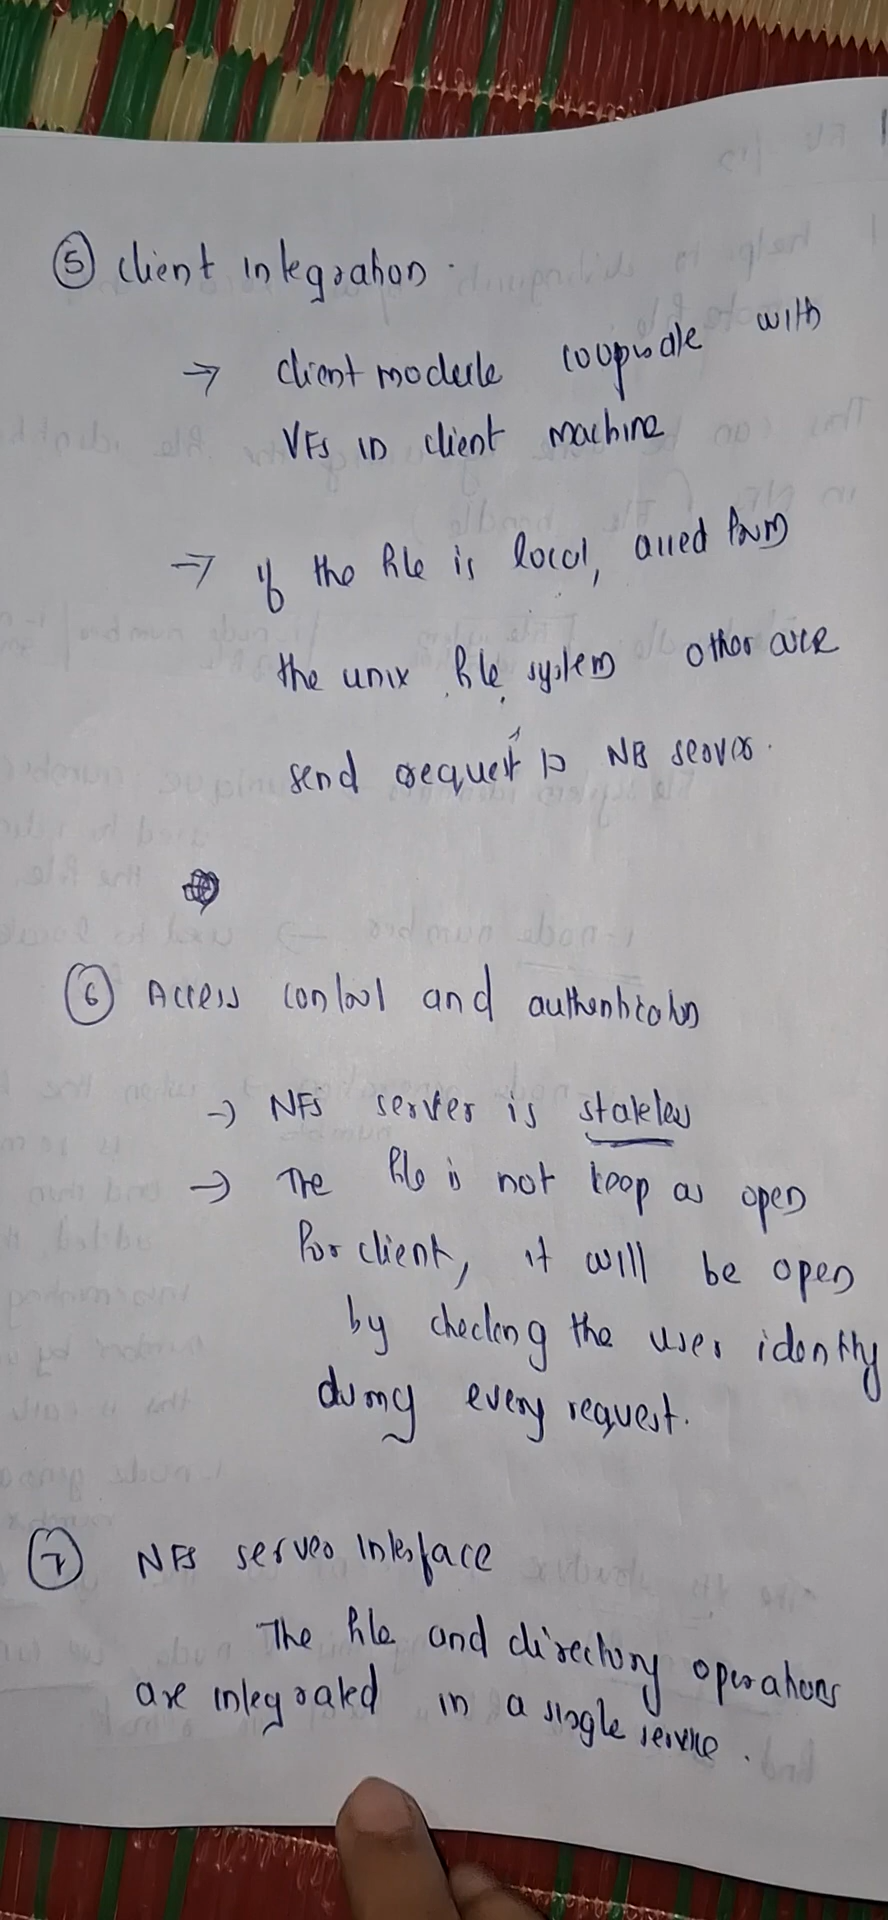 ⑤ client integration.
→ client module cooperate with
VFS in client machine
→ if the file is local, acced from
the unix file system other wise
send request to NFS server.
⑥ Access control and authentication
→ NFS server is stateless
→ The file is not keep as open
for client, it will be open
by checking the user identity
during every request.
⑦ NFS server interface
The file and directory operations
are integrated in a single service.